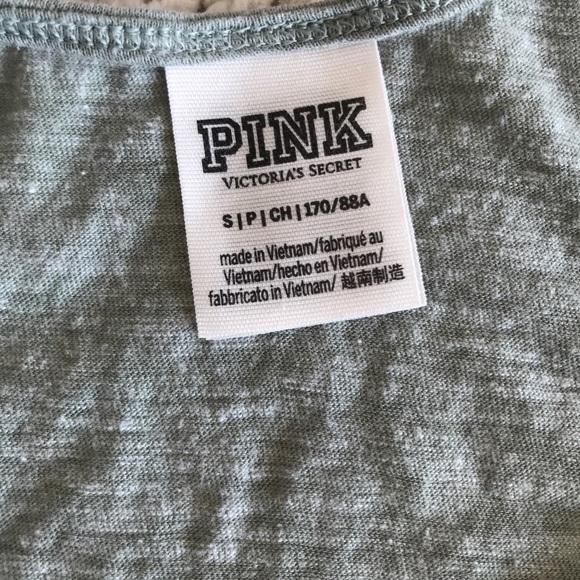 PINK
VICTORIA'S SECRET
S|P|CH|170/88A
made in Vietnam/fabriqué au
Vietnam/hecho en Vietnam/
fabbricato in Vietnam/ 越南制造